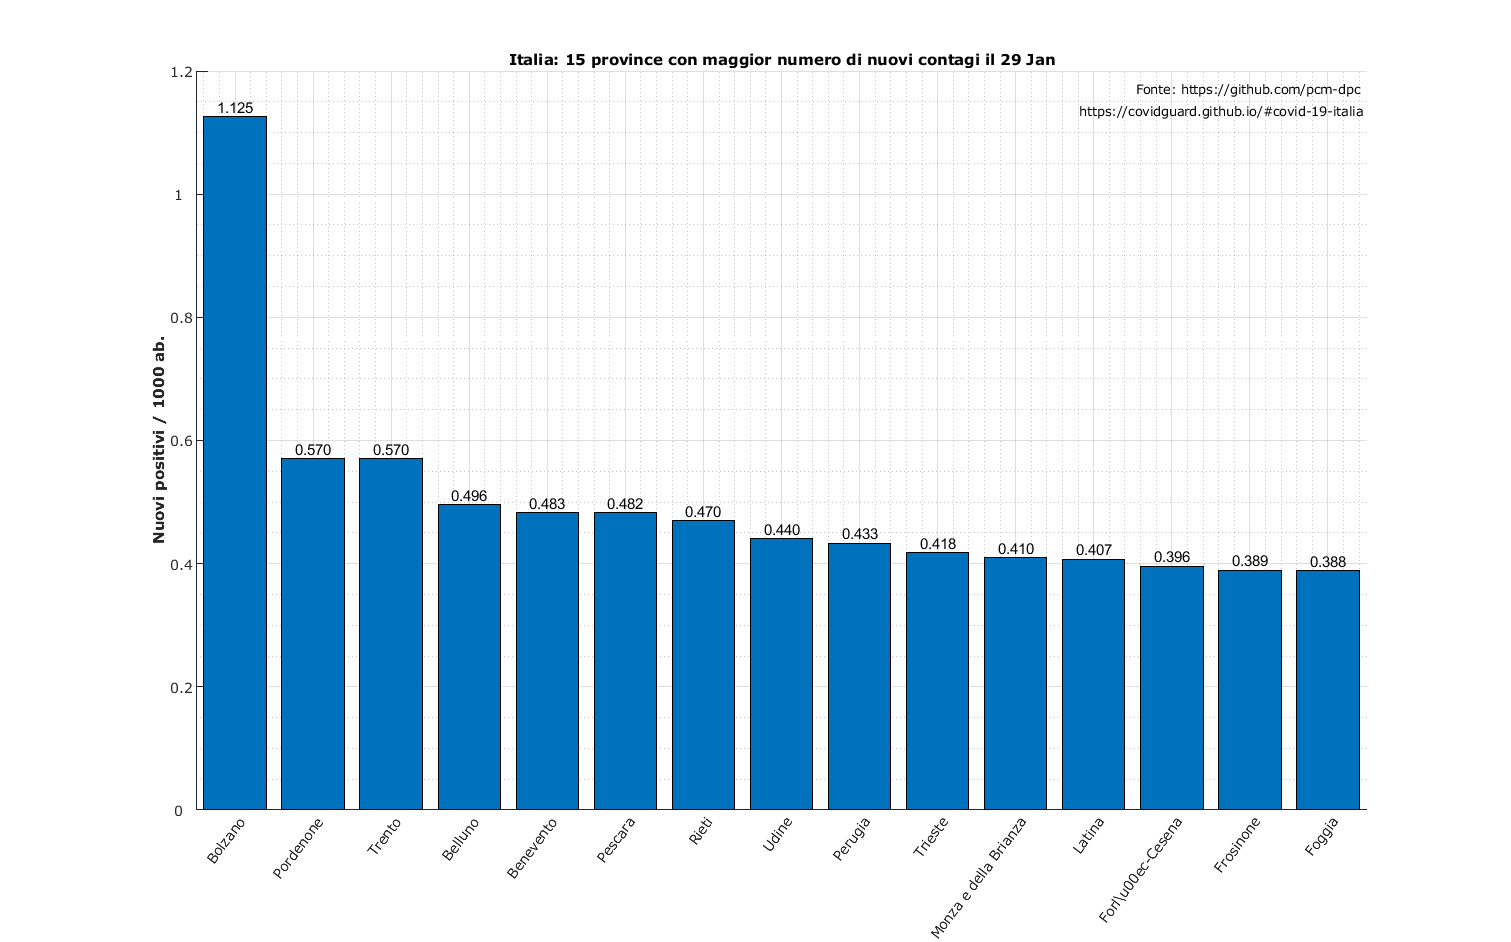 Italia: 15 province con maggior numero di nuovi contagi il 29 Jan
Fonte: https://github.com/pcm-dpc
https://covidguard.github.io/#covid-19-italia
Nuovi positivi / 1000 ab.
1.2
1
0.8
0.6
0.4
0.2
0
1.125
0.570
0.570
0.496
0.483
0.482
0.470
0.440
0.433
0.418
0.410
0.407
0.396
0.389
0.388
Bolzano
Pordenone
Trento
Belluno
Benevento
Pescara
Rieti
Udine
Perugia
Trieste
Monza e della Brianza
Latina
Forl\u00ec-Cesena
Frosinone
Foggia